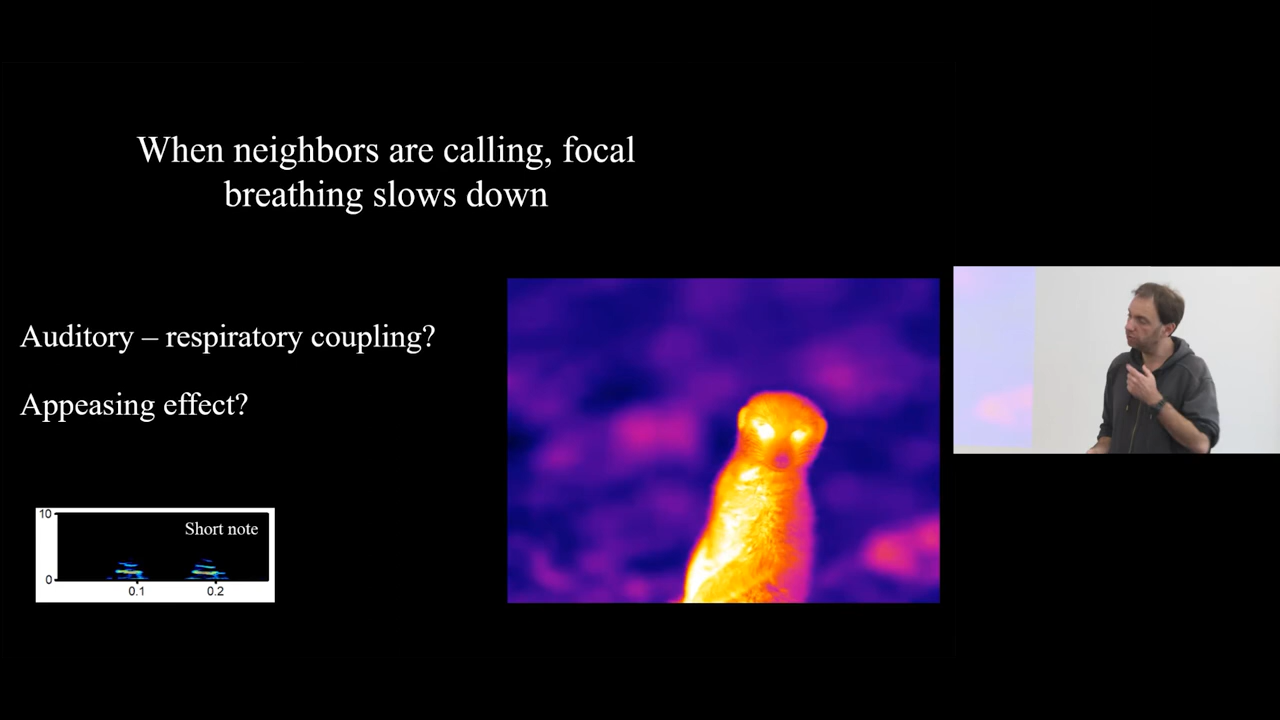 When neighbors are calling, focal
breathing slows down
Auditory – respiratory coupling?
Appeasing effect?
10
Short note
0
0.1
0.2